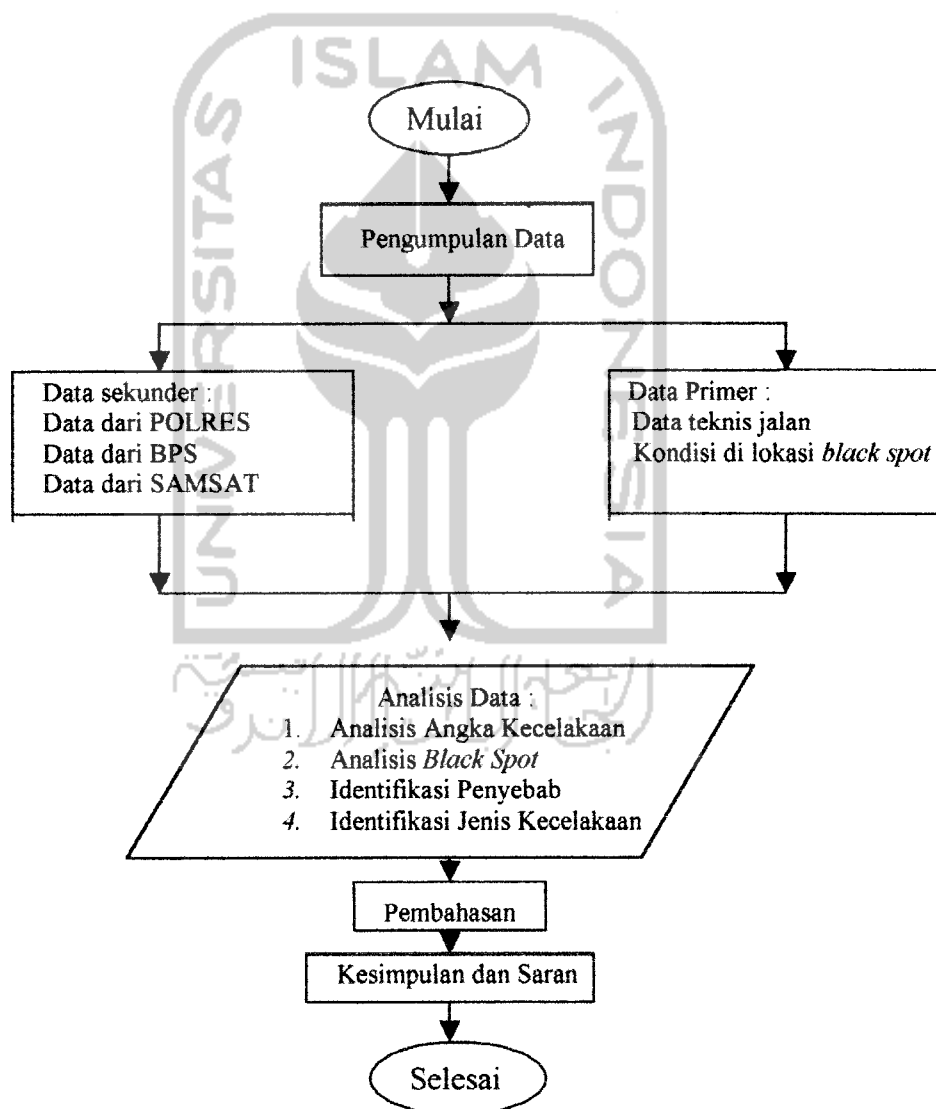 UNIVERSITAS
ISLAM
INDONESIA
Mulai
Pengumpulan Data
Data sekunder :
Data dari POLRES
Data dari BPS
Data dari SAMSAT
Data Primer :
Data teknis jalan
Kondisi di lokasi black spot
Analisis Data :
1. Analisis Angka Kecelakaan
2. Analisis Black Spot
3. Identifikasi Penyebab
4. Identifikasi Jenis Kecelakaan
Pembahasan
Kesimpulan dan Saran
Selesai